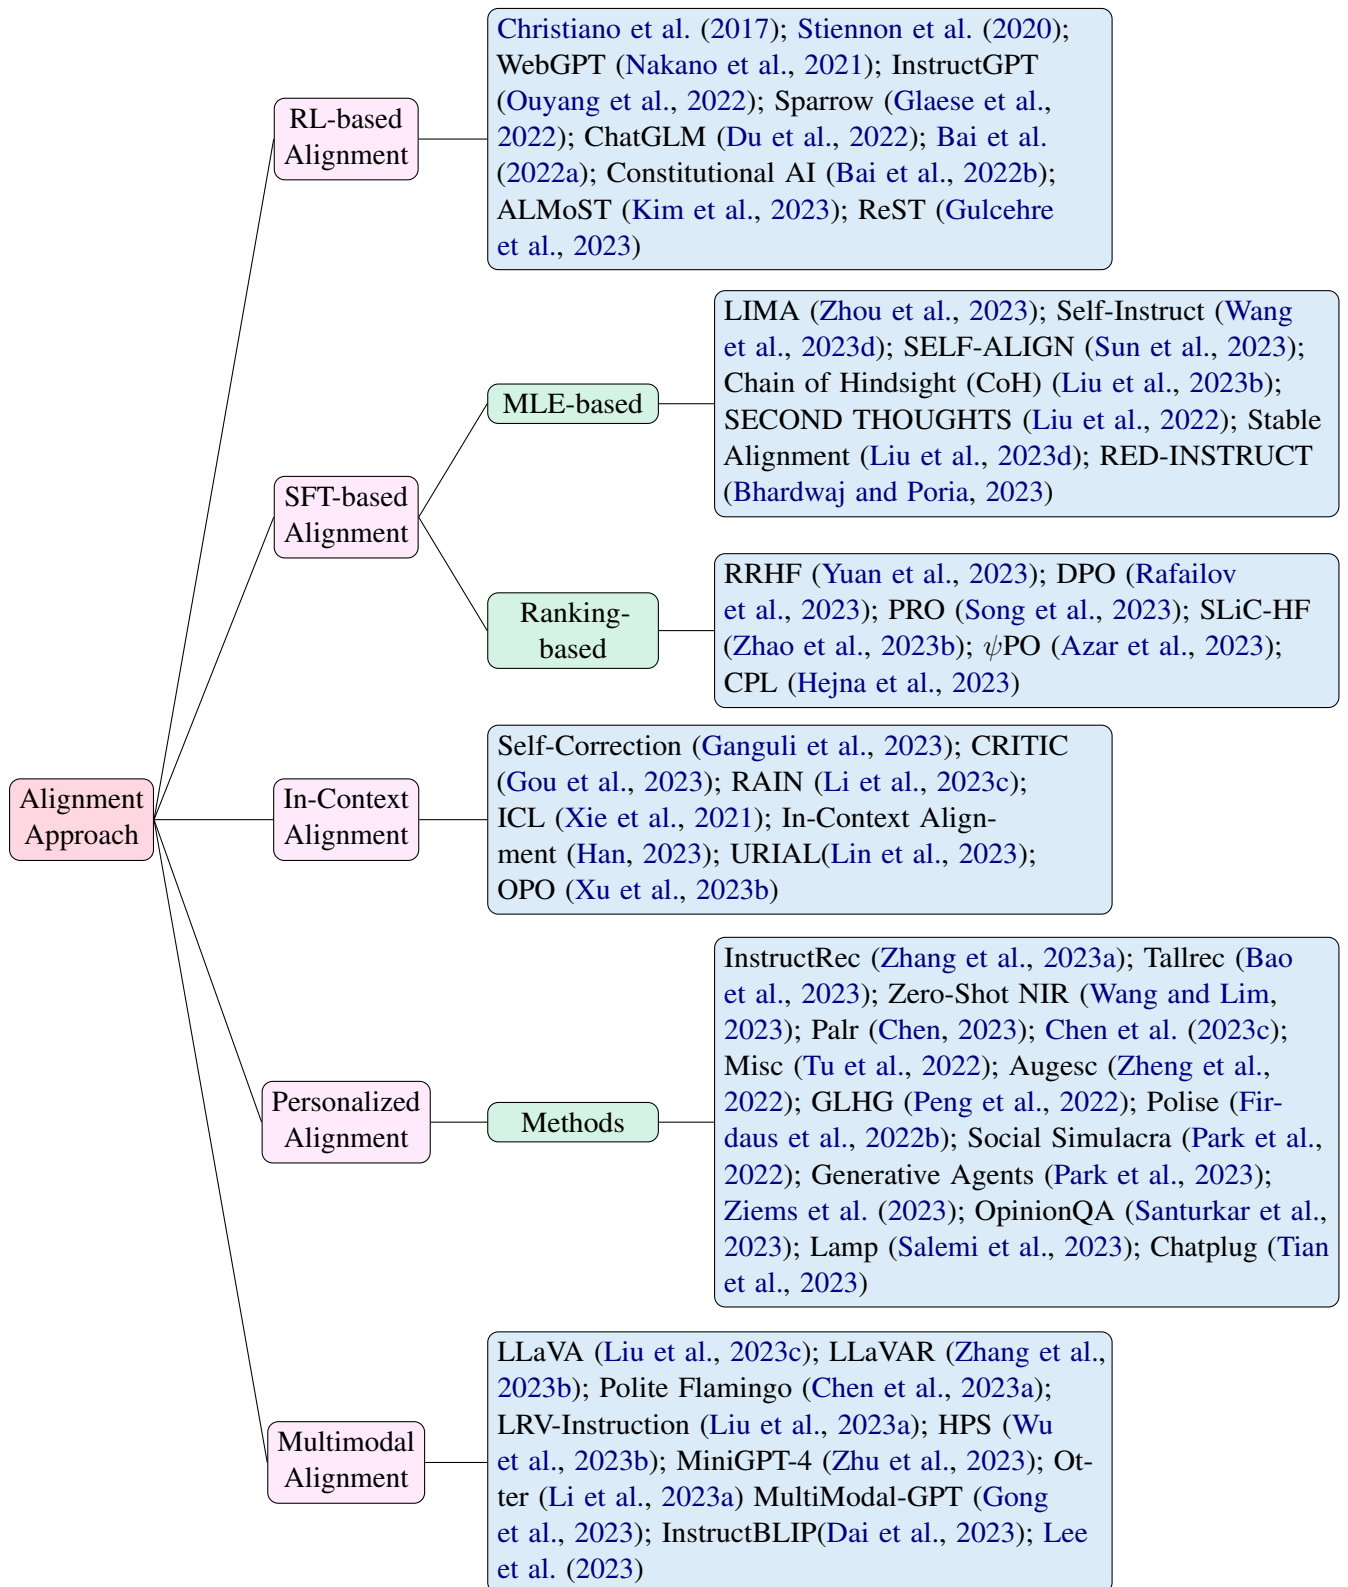 Christiano et al. (2017); Stiennon et al. (2020);
WebGPT (Nakano et al., 2021); InstructGPT
(Ouyang et al., 2022); Sparrow (Glaese et al.,
2022); ChatGLM (Du et al., 2022); Bai et al.
(2022a); Constitutional AI (Bai et al., 2022b);
ALMoST (Kim et al., 2023); ReST (Gulcehre
et al., 2023)
RL-based
Alignment
LIMA (Zhou et al., 2023); Self-Instruct (Wang
et al., 2023d); SELF-ALIGN (Sun et al., 2023);
Chain of Hindsight (CoH) (Liu et al., 2023b);
SECOND THOUGHTS (Liu et al., 2022); Stable
Alignment (Liu et al., 2023d); RED-INSTRUCT
(Bhardwaj and Poria, 2023)
MLE-based
SFT-based
Alignment
RRHF (Yuan et al., 2023); DPO (Rafailov
et al., 2023); PRO (Song et al., 2023); SLiC-HF
(Zhao et al., 2023b); ψPO (Azar et al., 2023);
CPL (Hejna et al., 2023)
Ranking-
based
Self-Correction (Ganguli et al., 2023); CRITIC
(Gou et al., 2023); RAIN (Li et al., 2023c);
ICL (Xie et al., 2021); In-Context Align-
ment (Han, 2023); URIAL(Lin et al., 2023);
OPO (Xu et al., 2023b)
Alignment
Approach
In-Context
Alignment
InstructRec (Zhang et al., 2023a); Tallrec (Bao
et al., 2023); Zero-Shot NIR (Wang and Lim,
2023); Palr (Chen, 2023); Chen et al. (2023c);
Misc (Tu et al., 2022); Augesc (Zheng et al.,
2022); GLHG (Peng et al., 2022); Polise (Fir-
daus et al., 2022b); Social Simulacra (Park et al.,
2022); Generative Agents (Park et al., 2023);
Ziems et al. (2023); OpinionQA (Santurkar et al.,
2023); Lamp (Salemi et al., 2023); Chatplug (Tian
et al., 2023)
Personalized
Alignment
Methods
LLaVA (Liu et al., 2023c); LLaVAR (Zhang et al.,
2023b); Polite Flamingo (Chen et al., 2023a);
LRV-Instruction (Liu et al., 2023a); HPS (Wu
et al., 2023b); MiniGPT-4 (Zhu et al., 2023); Ot-
ter (Li et al., 2023a) MultiModal-GPT (Gong
et al., 2023); InstructBLIP(Dai et al., 2023); Lee
et al. (2023)
Multimodal
Alignment